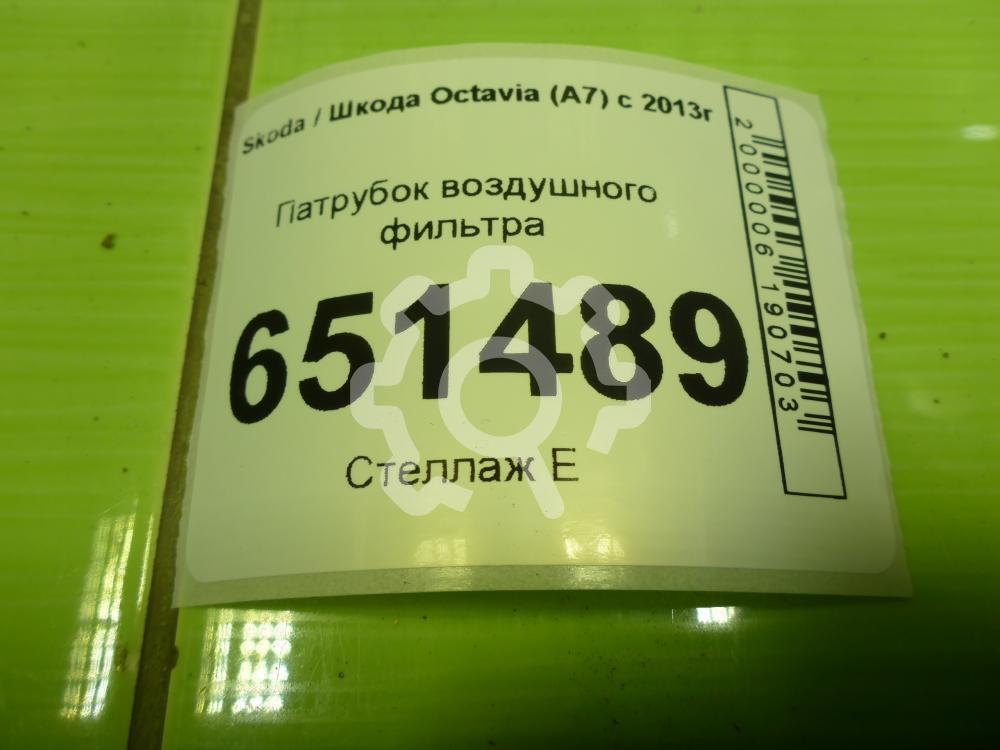 Skoda / Шкода Octavia (A7) с 2013г
Патрубок воздушного
фильтра
651489
Стеллаж Е
2000006190703